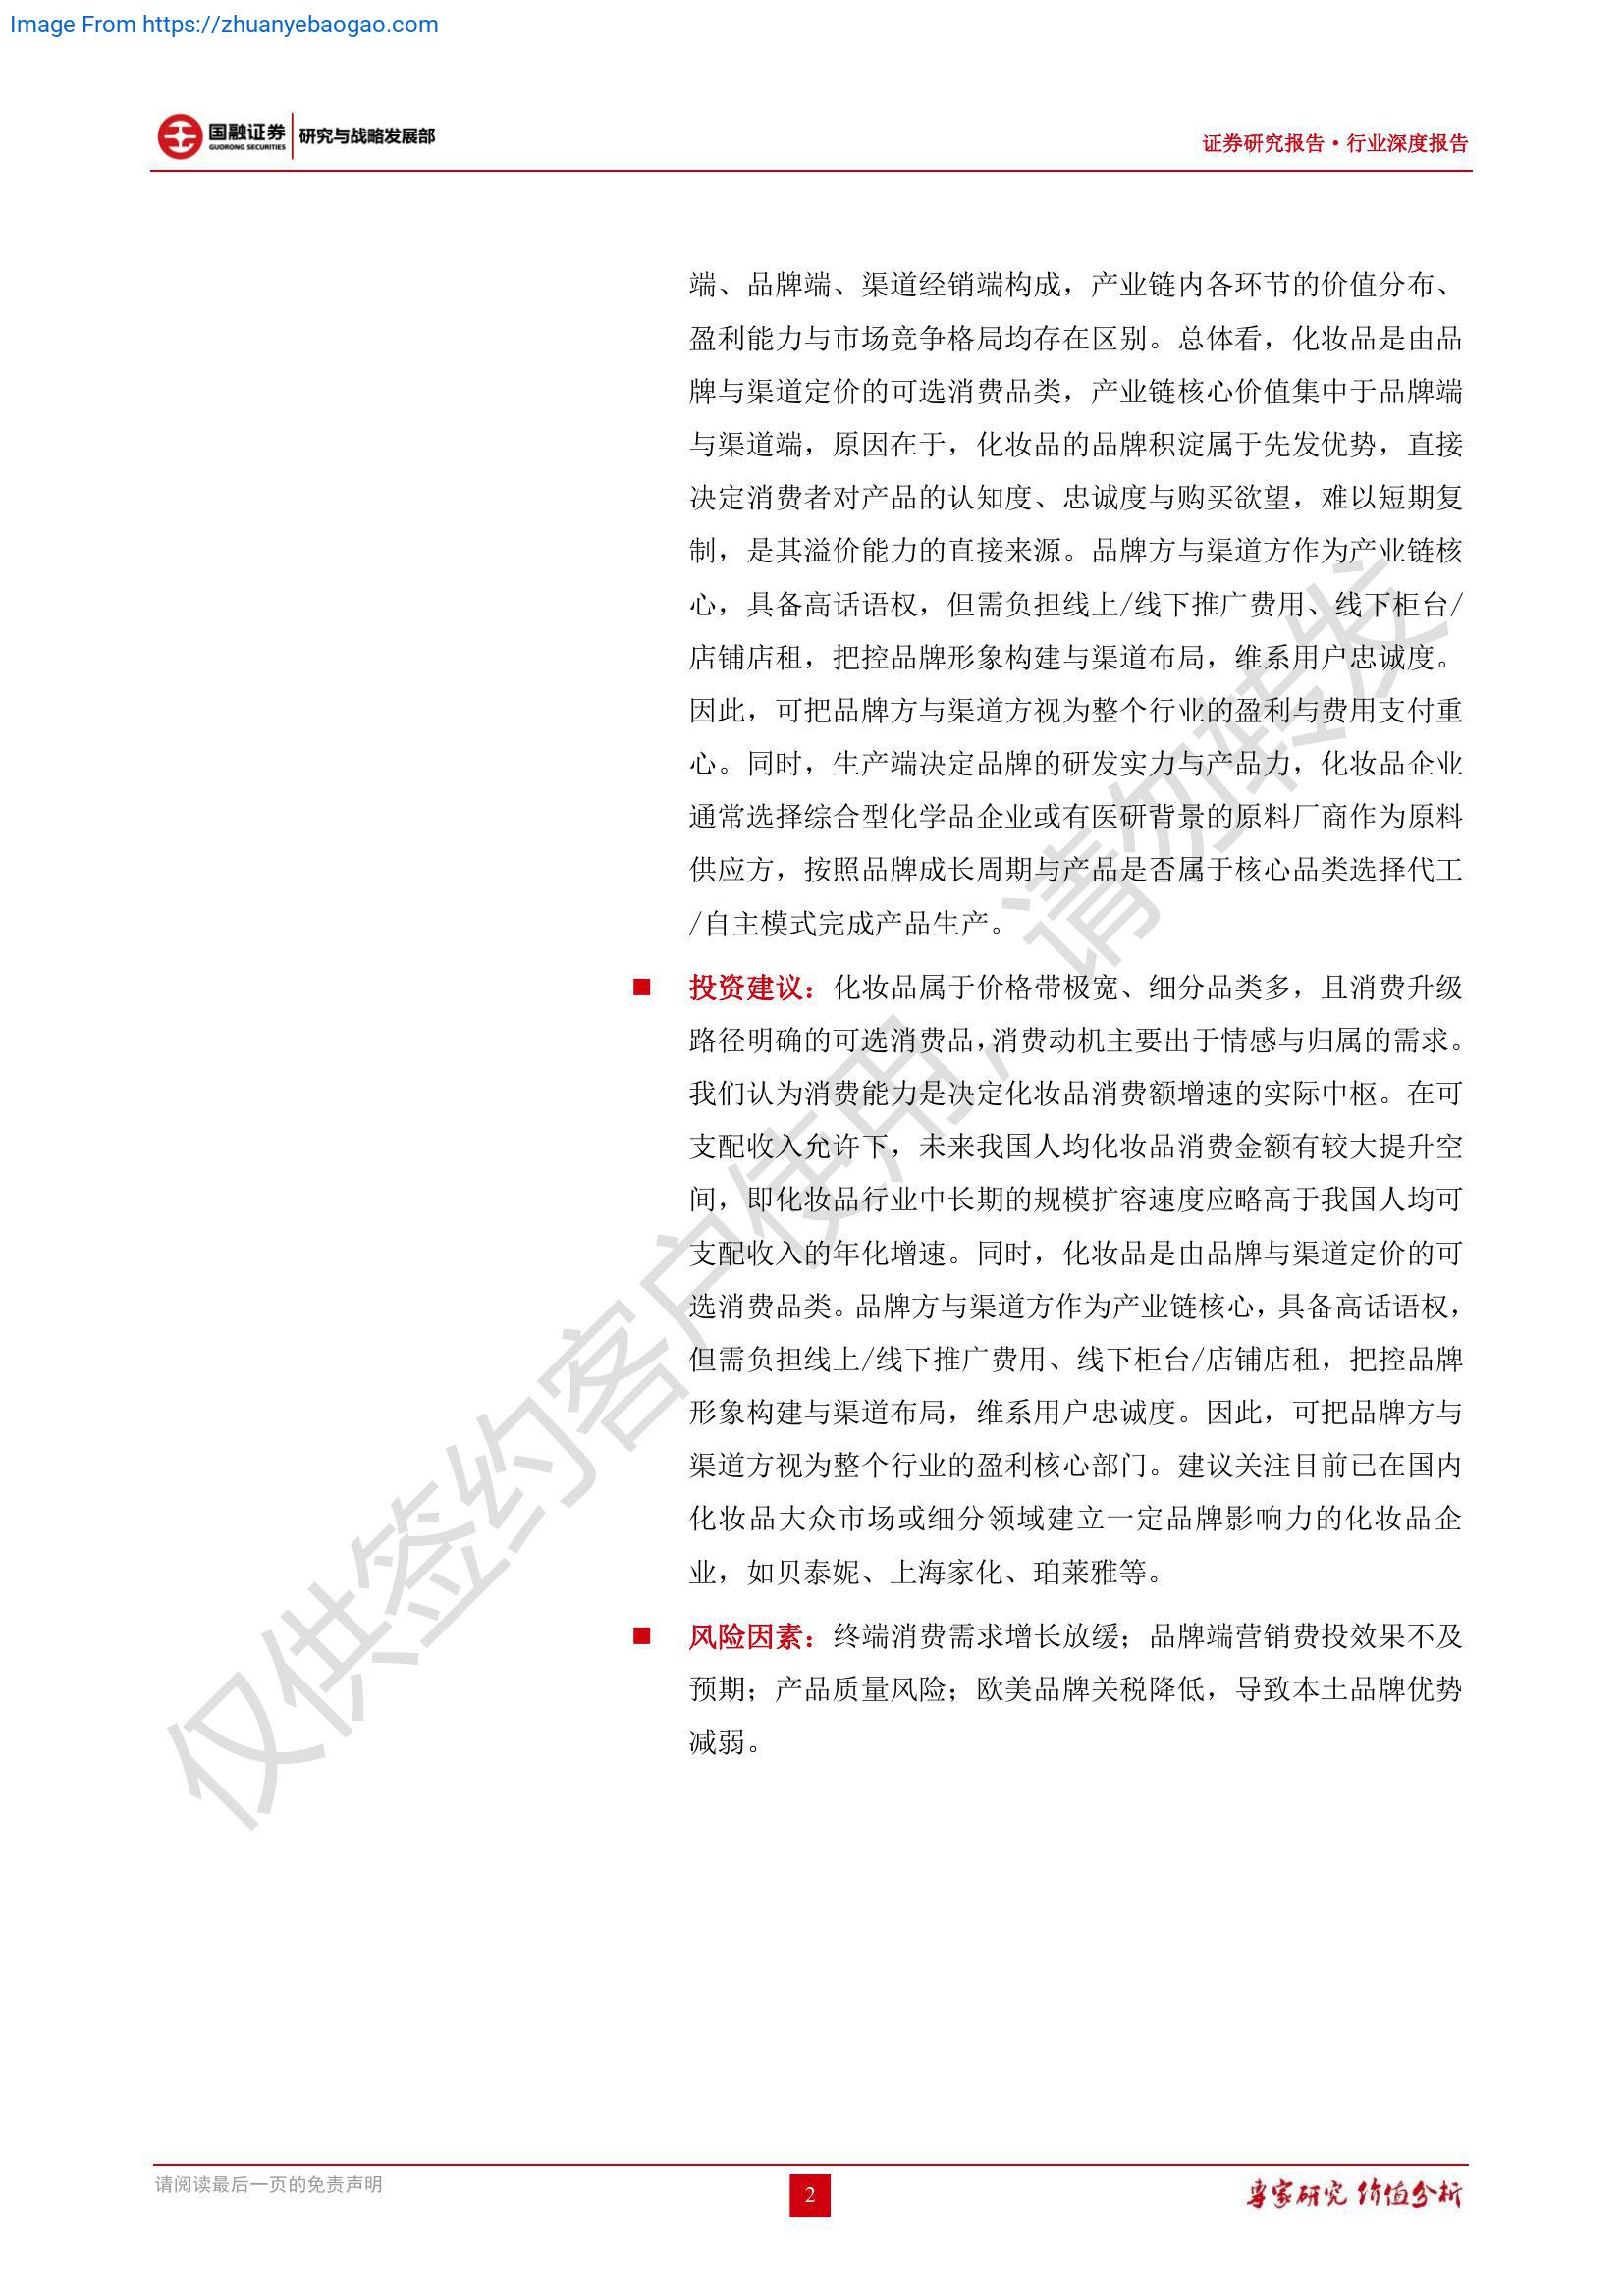 Image From https://zhuanyebaogao.com
国融证券
GUORONG SECURITIES
研究与战略发展部
证券研究报告·行业深度报告
端、品牌端、渠道经销端构成，产业链内各环节的价值分布、
盈利能力与市场竞争格局均存在区别。总体看，化妆品是由品
牌与渠道定价的可选消费品类，产业链核心价值集中于品牌端
与渠道端，原因在于，化妆品的品牌积淀属于先发优势，直接
决定消费者对产品的认知度、忠诚度与购买欲望，难以短期复
制，是其溢价能力的直接来源。品牌方与渠道方作为产业链核
心，具备高话语权，但需负担线上/线下推广费用、线下柜台/
店铺店租，把控品牌形象构建与渠道布局，维系用户忠诚度。
因此，可把品牌方与渠道方视为整个行业的盈利与费用支付重
心。同时，生产端决定品牌的研发实力与产品力，化妆品企业
通常选择综合型化学品企业或有医研背景的原料厂商作为原料
供应方，按照品牌成长周期与产品是否属于核心品类选择代工
/自主模式完成产品生产。
■ 投资建议：化妆品属于价格带极宽、细分品类多，且消费升级
路径明确的可选消费品，消费动机主要出于情感与归属的需求。
我们认为消费能力是决定化妆品消费额增速的实际中枢。在可
支配收入允许下，未来我国人均化妆品消费金额有较大提升空
间，即化妆品行业中长期的规模扩容速度应略高于我国人均可
支配收入的年化增速。同时，化妆品是由品牌与渠道定价的可
选消费品类。品牌方与渠道方作为产业链核心，具备高话语权，
但需负担线上/线下推广费用、线下柜台/店铺店租，把控品牌
形象构建与渠道布局，维系用户忠诚度。因此，可把品牌方与
渠道方视为整个行业的盈利核心部门。建议关注目前已在国内
化妆品大众市场或细分领域建立一定品牌影响力的化妆品企
业，如贝泰妮、上海家化、珀莱雅等。
■ 风险因素：终端消费需求增长放缓；品牌端营销费投效果不及
预期；产品质量风险；欧美品牌关税降低，导致本土品牌优势
减弱。
仅供签约客户使用，请勿转发
请阅读最后一页的免责声明
2
专家研究 价值分析